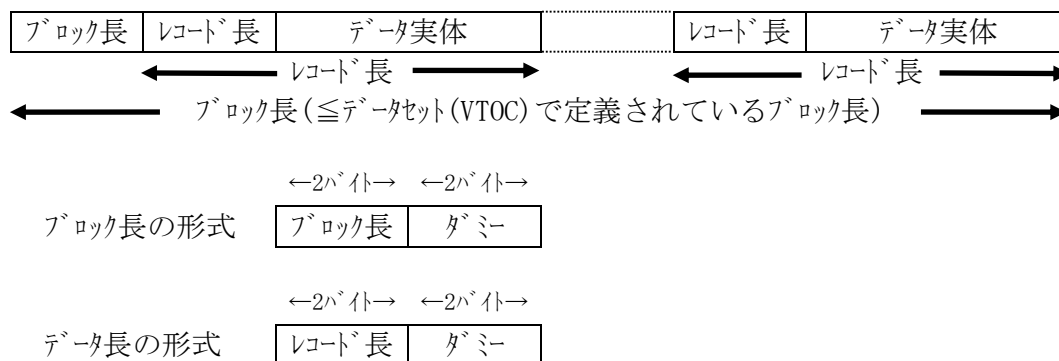 ブロック長 レコード長 データ実体 レコード長 データ実体
レコード長 レコード長
ブロック長(≦データセット(VTOC)で定義されているブロック長)
←2バイト→ ←2バイト→
ブロック長の形式 ブロック長 ダミー
←2バイト→ ←2バイト→
データ長の形式 レコード長 ダミー